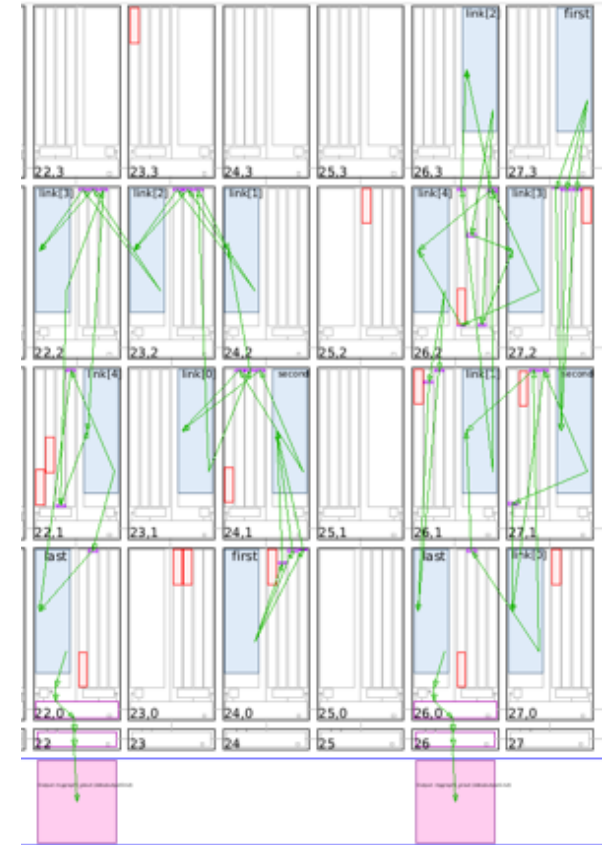 link[2] first
22,3 23,3 24,3 25,3 26,3 27,3
link[3] link[2] link[1] link[4] link[3]
22,2 23,2 24,2 25,2 26,2 27,2
link[4] link[0] second link[1] second
22,1 23,1 24,1 25,1 26,1 27,1
last first last link[0]
22,0 23,0 24,0 25,0 26,0 27,0
22 23 24 25 26 27